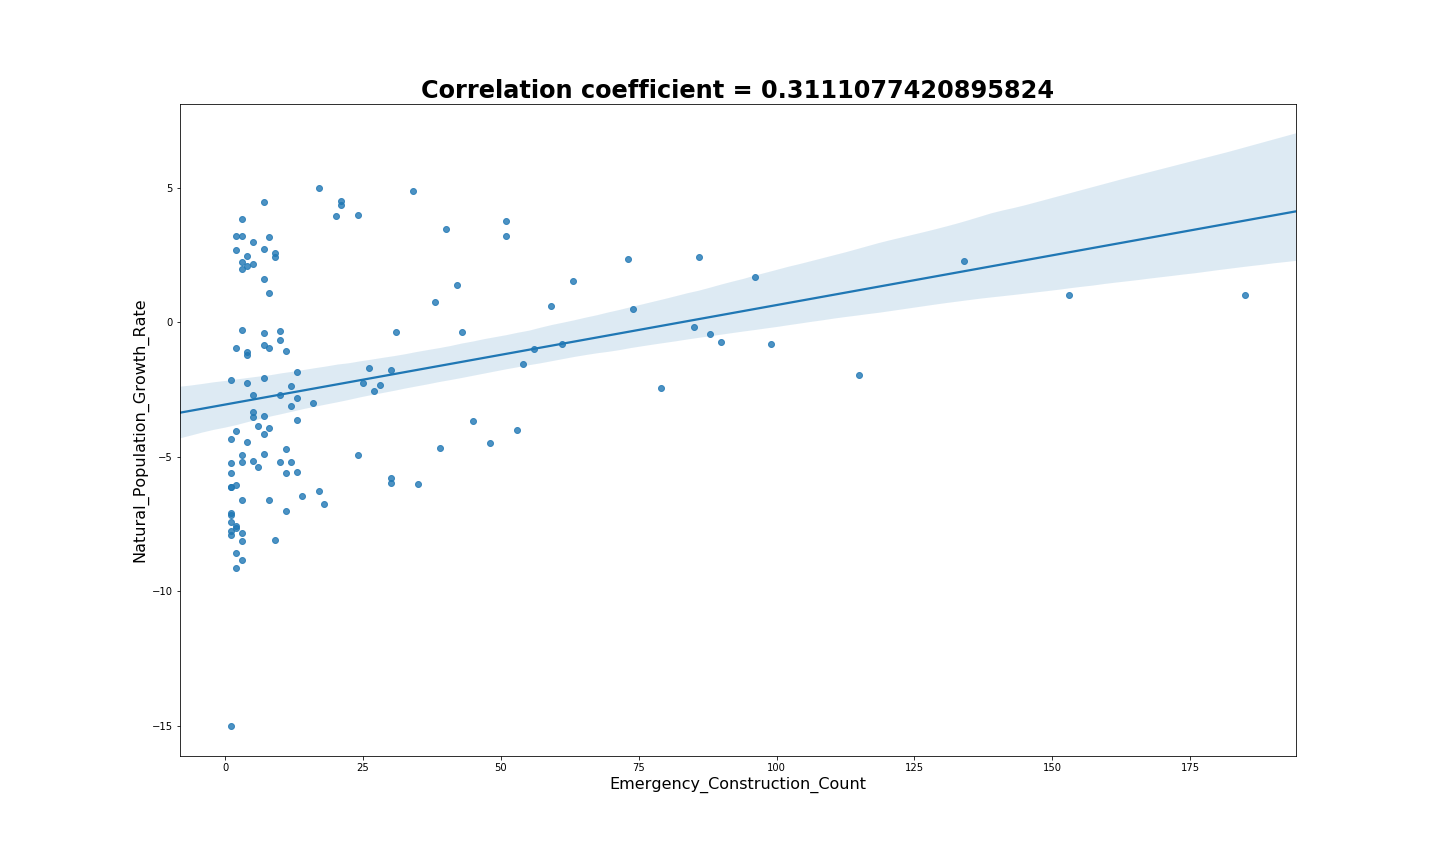 Correlation coefficient = 0.3111077420895824
5
0
−5
−10
−15
Natural_Population_Growth_Rate
0 25 50 75 100 125 150 175
Emergency_Construction_Count